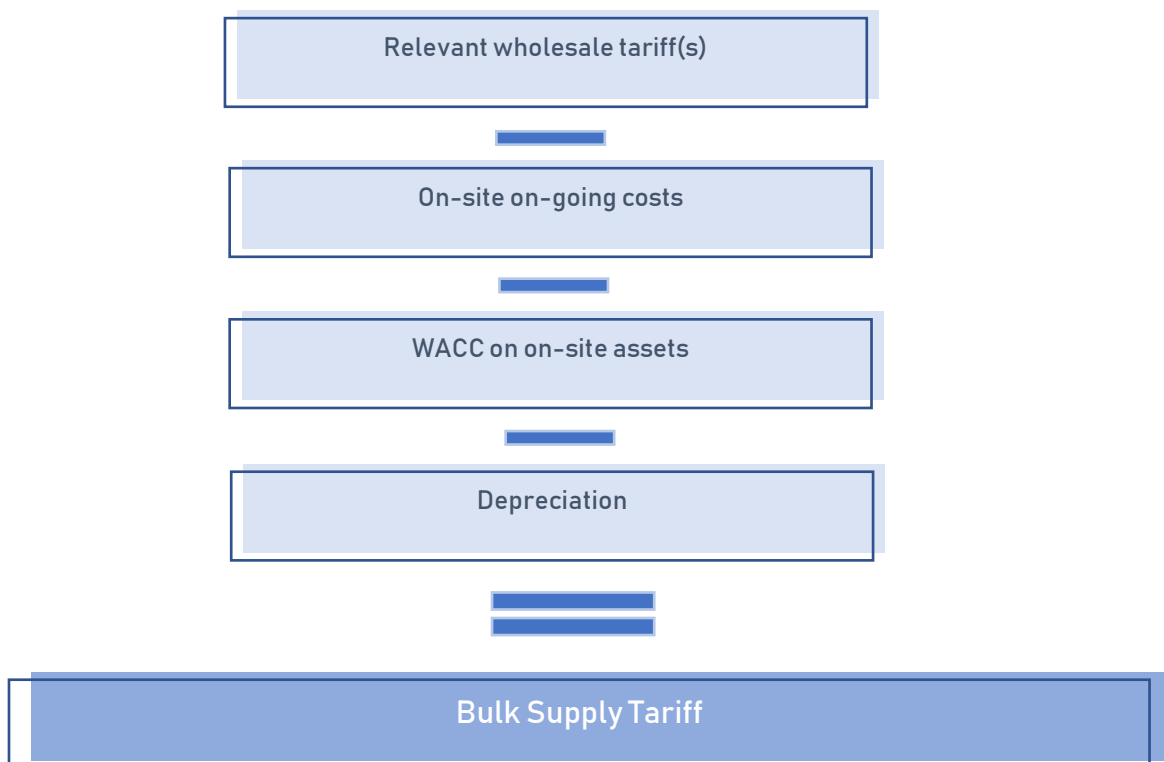 Relevant wholesale tariff(s)
On-site on-going costs
WACC on on-site assets
Depreciation
Bulk Supply Tariff